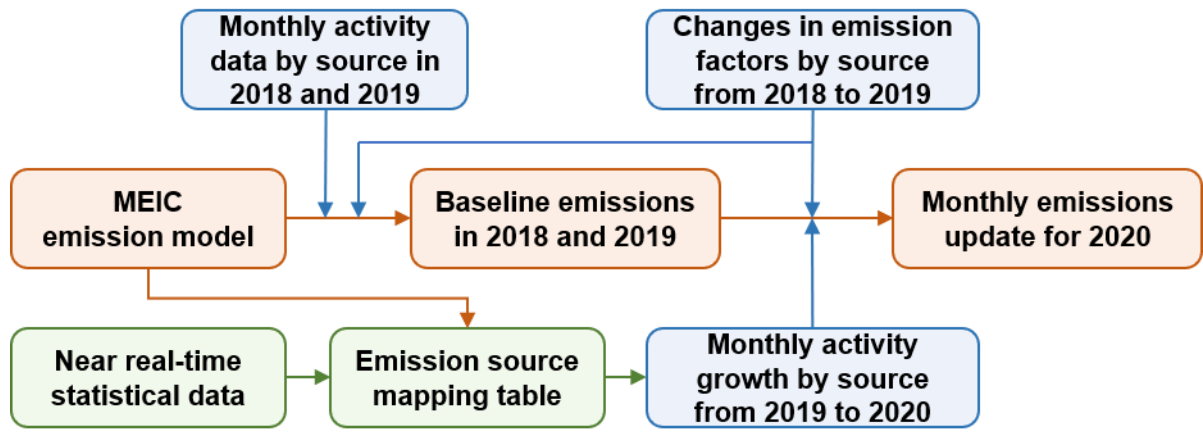 Monthly activity
data by source in
2018 and 2019
Changes in emission
factors by source
from 2018 to 2019
MEIC
emission model
Baseline emissions
in 2018 and 2019
Monthly emissions
update for 2020
Near real-time
statistical data
Emission source
mapping table
Monthly activity
growth by source
from 2019 to 2020